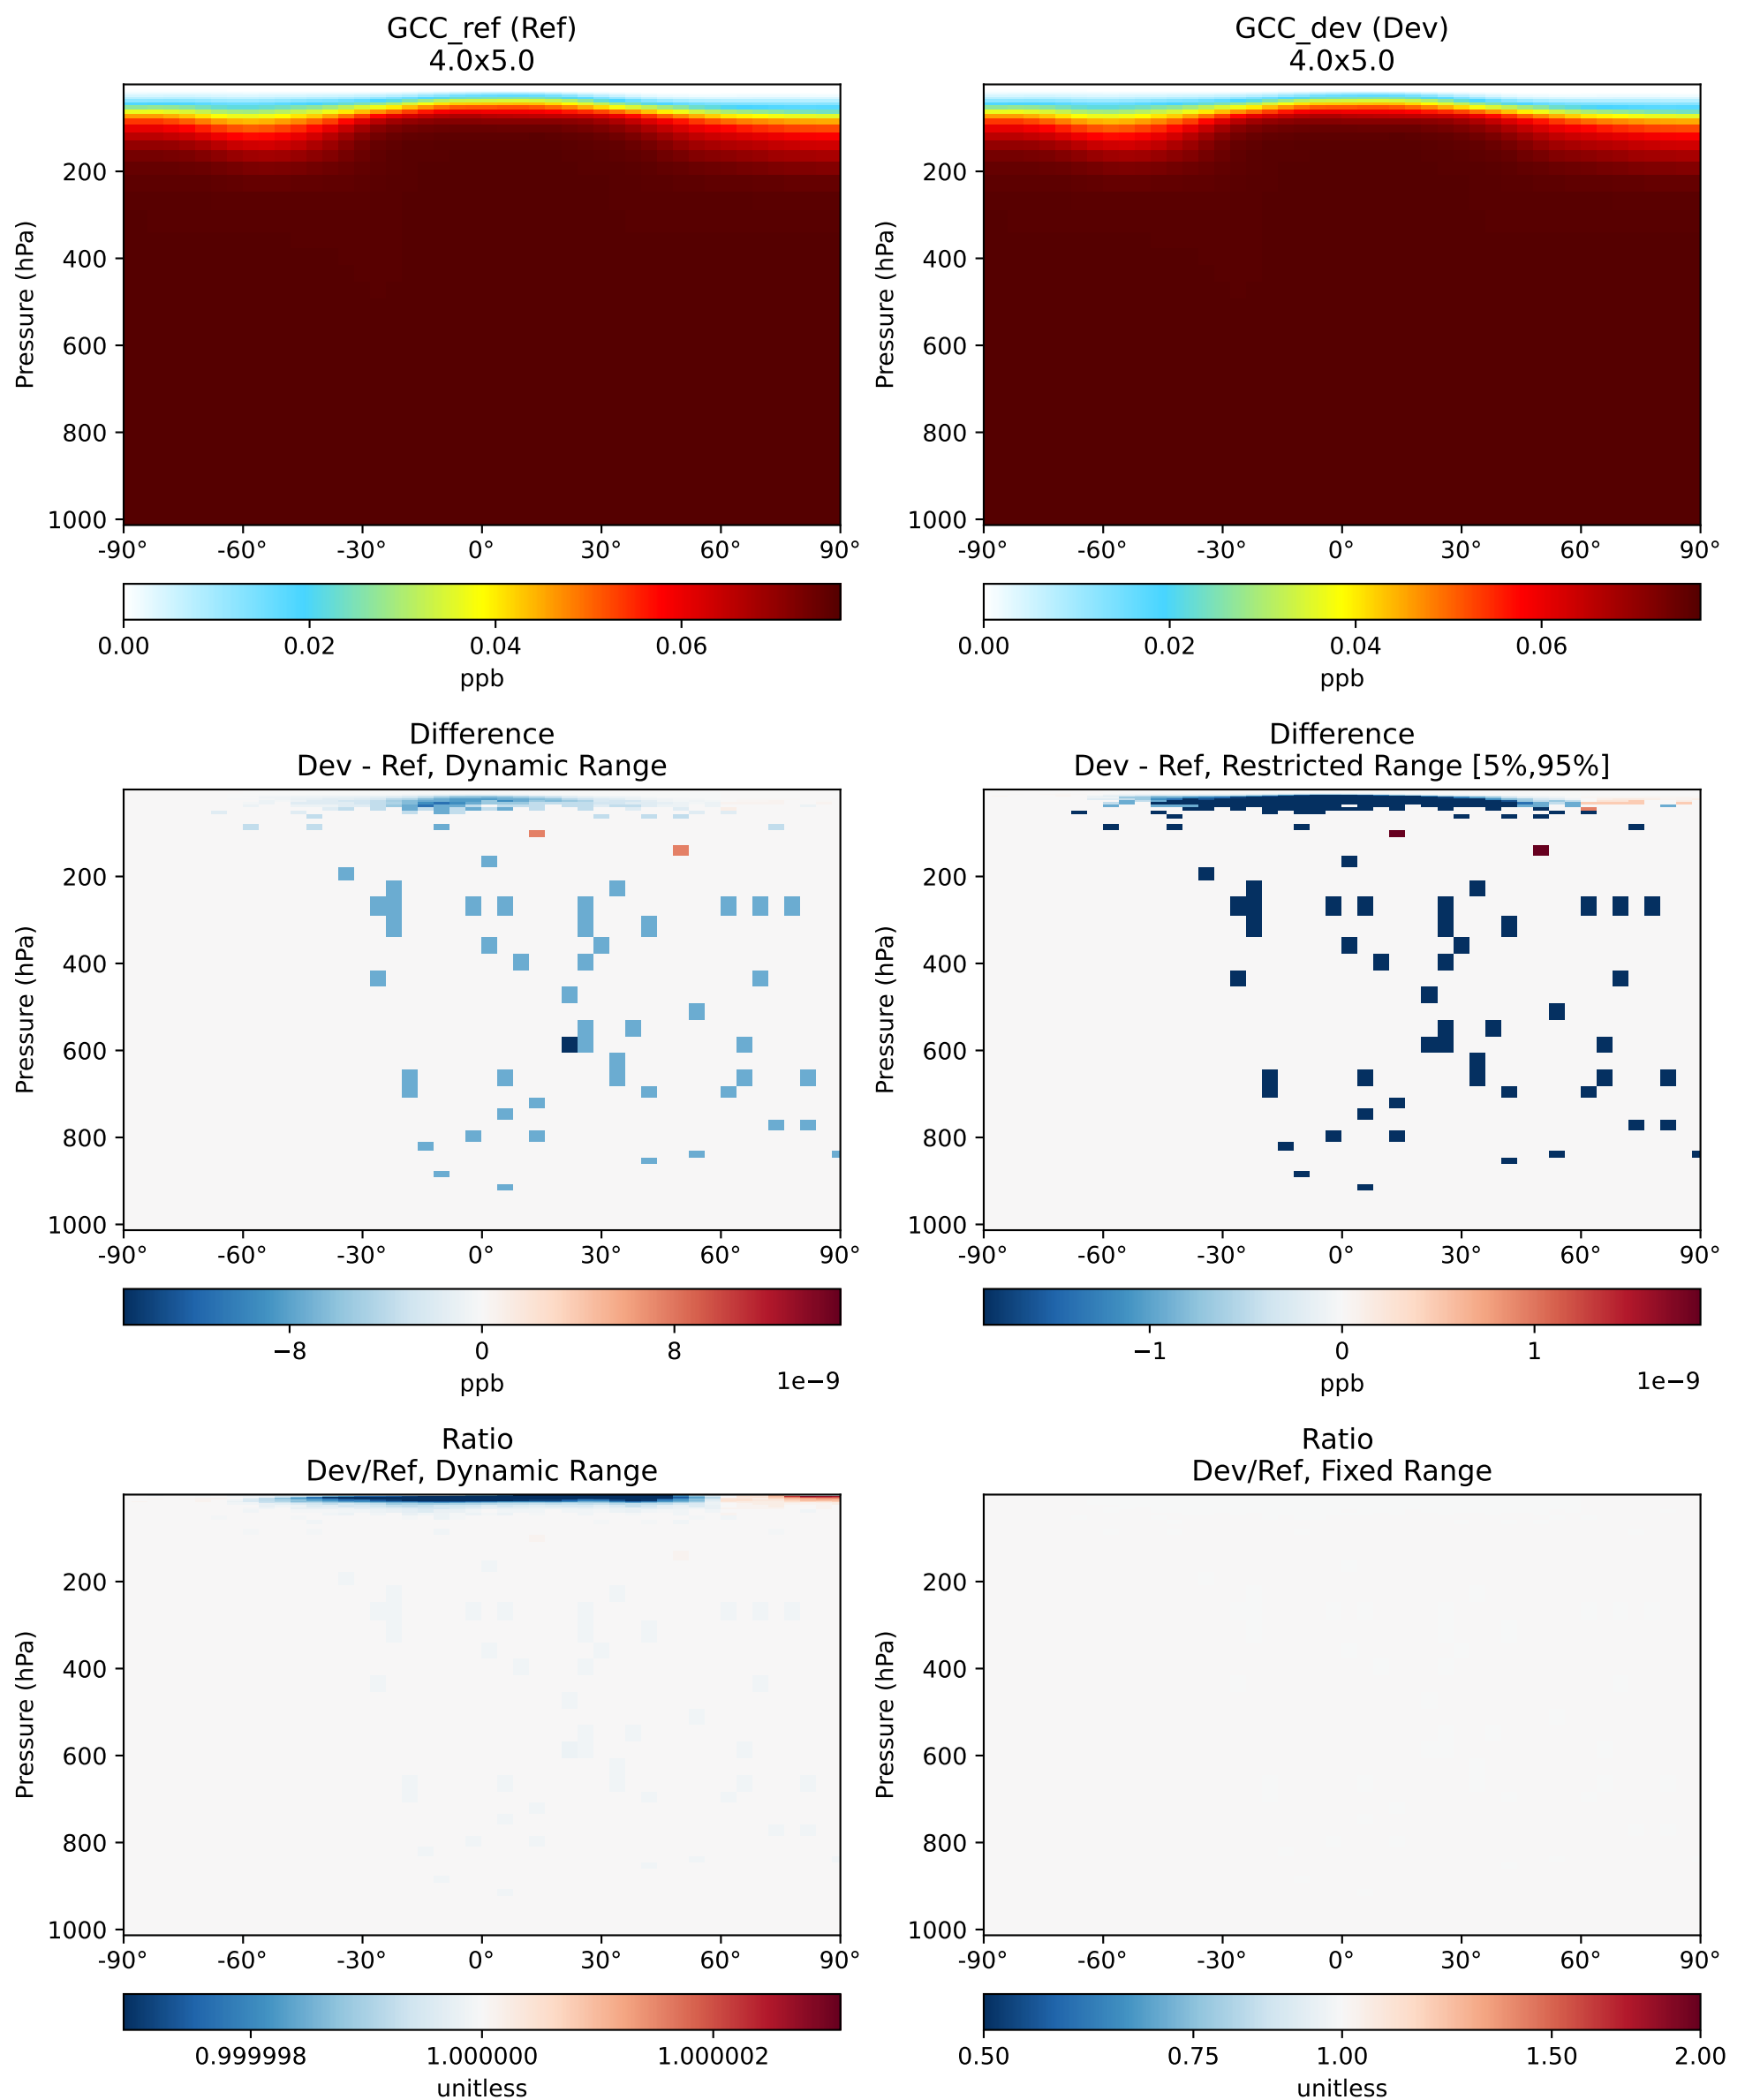 GCC_ref (Ref)
4.0x5.0
Pressure (hPa)
200
400
600
800
1000
-90° -60° -30° 0° 30° 60° 90°
0.00 0.02 0.04 0.06
ppb
GCC_dev (Dev)
4.0x5.0
Pressure (hPa)
200
400
600
800
1000
-90° -60° -30° 0° 30° 60° 90°
0.00 0.02 0.04 0.06
ppb
Difference
Dev - Ref, Dynamic Range
Pressure (hPa)
200
400
600
800
1000
-90° -60° -30° 0° 30° 60° 90°
−8 0 8
ppb
1e−9
Difference
Dev - Ref, Restricted Range [5%,95%]
Pressure (hPa)
200
400
600
800
1000
-90° -60° -30° 0° 30° 60° 90°
−1 0 1
ppb
1e−9
Ratio
Dev/Ref, Dynamic Range
Pressure (hPa)
200
400
600
800
1000
-90° -60° -30° 0° 30° 60° 90°
0.999998 1.000000 1.000002
unitless
Ratio
Dev/Ref, Fixed Range
Pressure (hPa)
200
400
600
800
1000
-90° -60° -30° 0° 30° 60° 90°
0.50 0.75 1.00 1.50 2.00
unitless